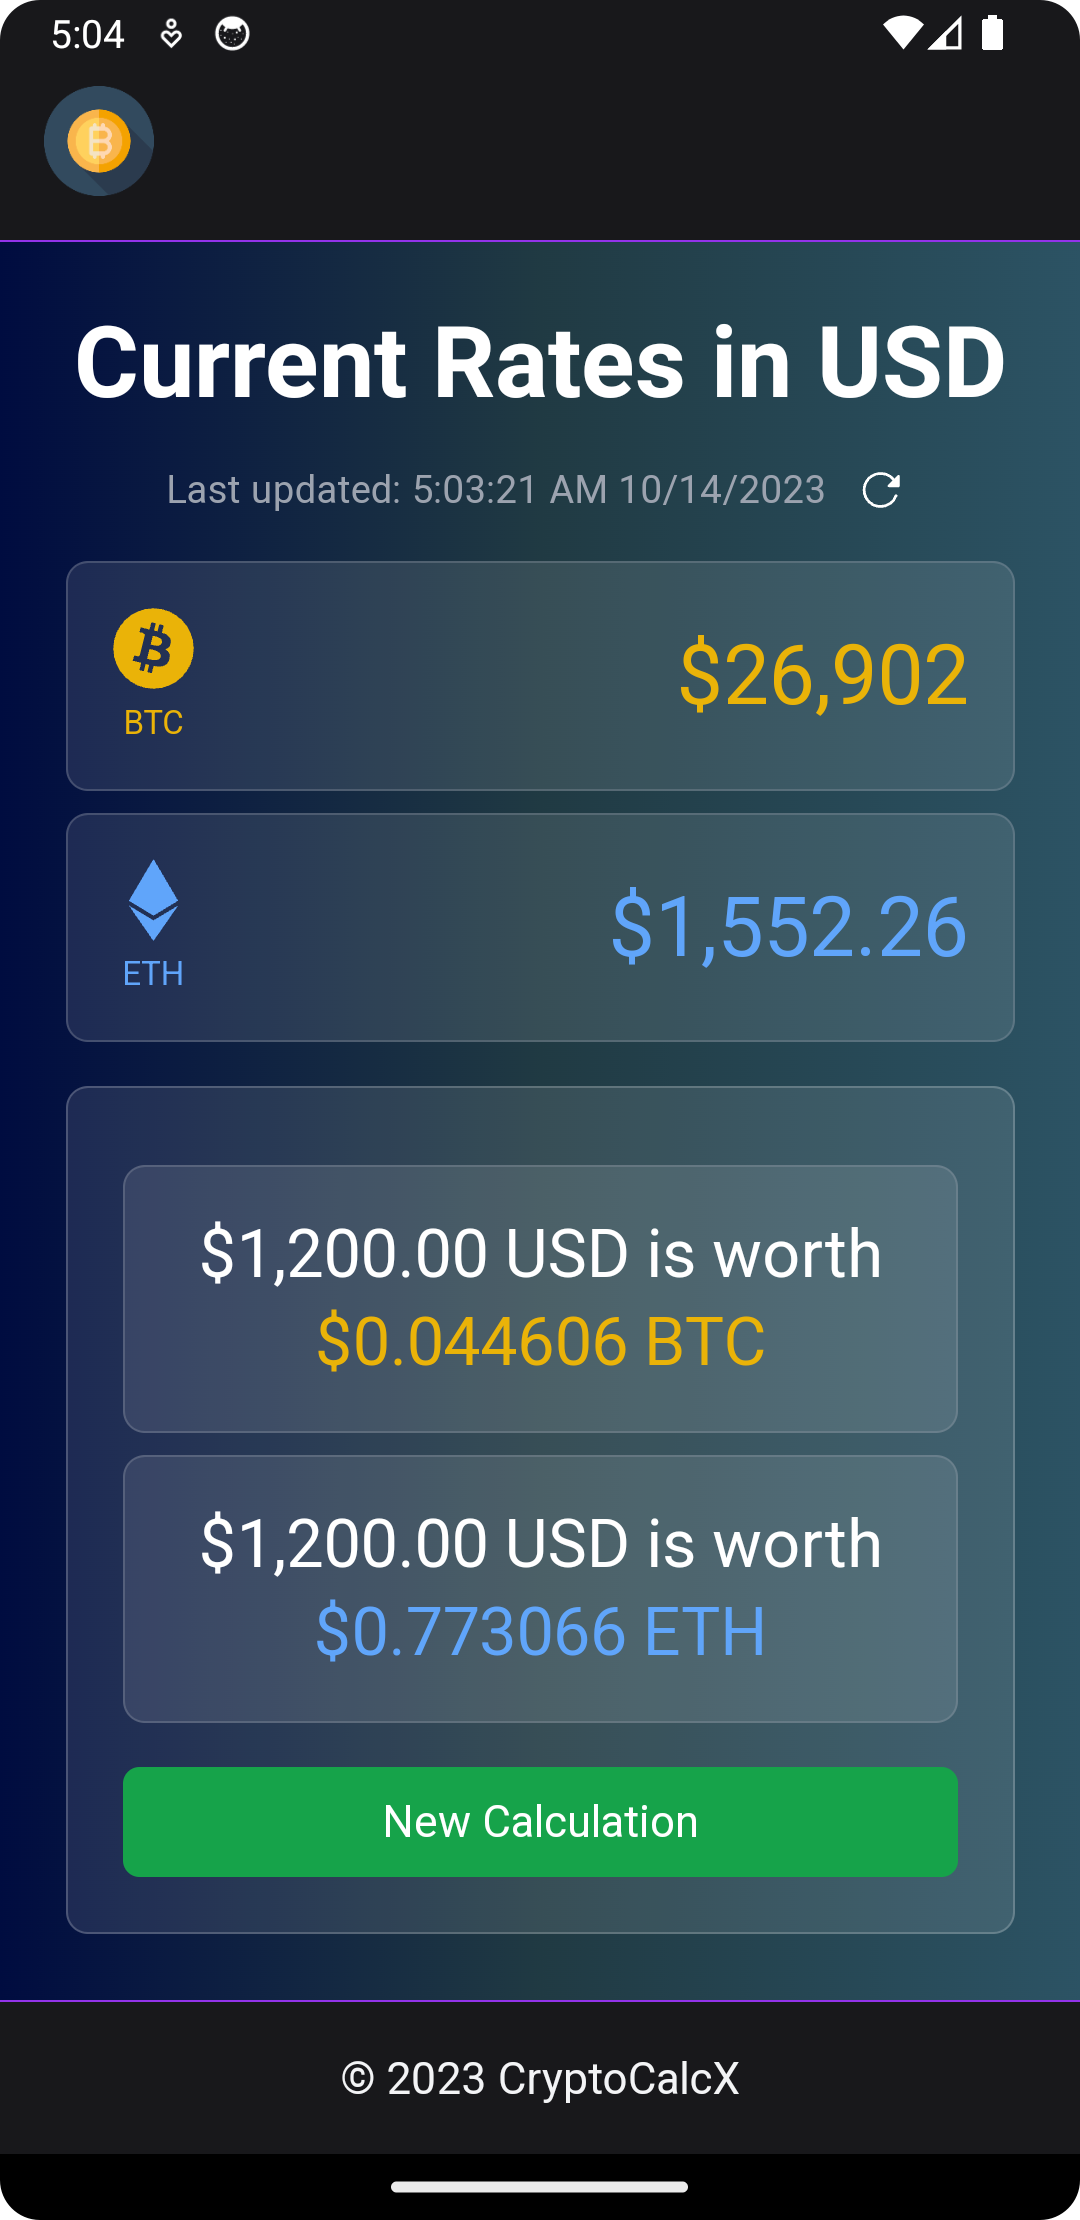 5:04
Current Rates in USD
Last updated: 5:03:21 AM 10/14/2023
BTC
$26,902
ETH
$1,552.26
$1,200.00 USD is worth
$0.044606 BTC
$1,200.00 USD is worth
$0.773066 ETH
New Calculation
© 2023 CryptoCalcX